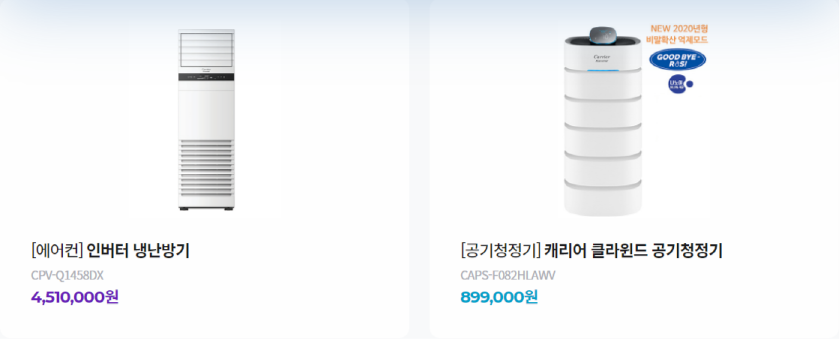 NEW 2020년형
비말확산 억제모드
GOOD BYE-
Carrier
[에어컨] 인버터 냉난방기
CPV-Q1458DX
4,510,000원
[공기청정기] 캐리어 클라윈드 공기청정기
CAPS-F082HLAWV
899,000원